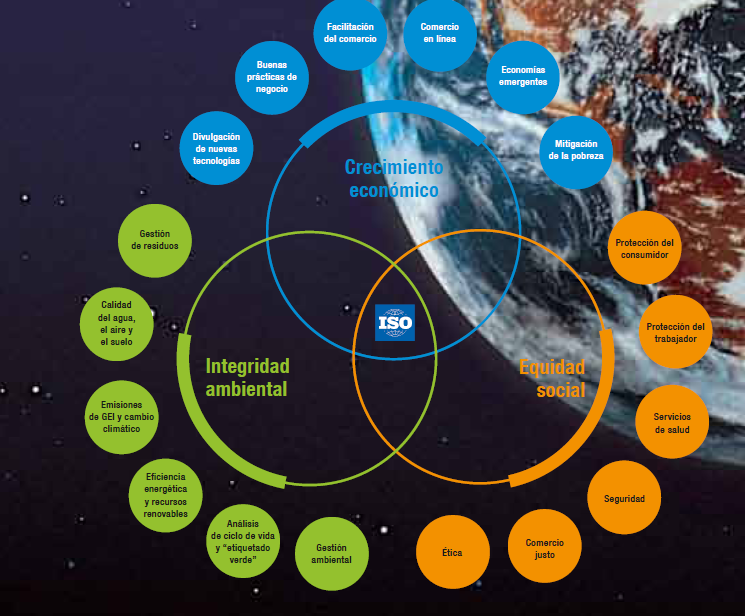 Facilitación
del comercio
Comercio
en línea
Buenas
prácticas de
negocio
Economías
emergentes
Divulgación
de nuevas
tecnologías
Mitigación
de la pobreza
Crecimiento
económico
Gestión
de residuos
Protección del
consumidor
Calidad
del agua,
el aire y
el suelo
ISO
Protección del
trabajador
Integridad
ambiental
Equidad
social
Emisiones
de GEI y cambio
climático
Servicios
de salud
Eficiencia
energética
y recursos
renovables
Seguridad
Análisis
de ciclo de vida
y “etiquetado
verde”
Gestión
ambiental
Ética
Comercio
justo